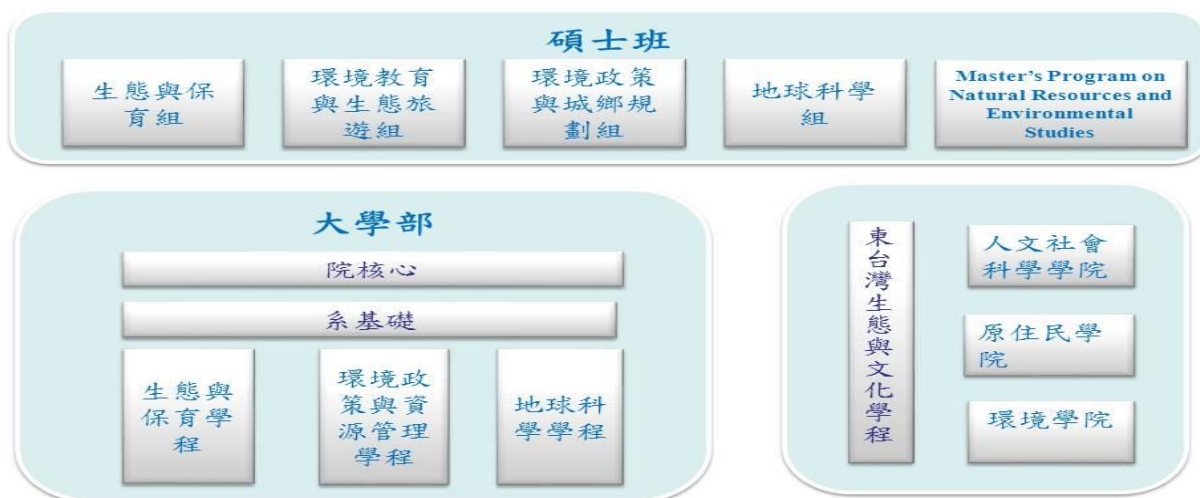 碩士班
生態與保
育組
環境教育
與生態旅
遊組
環境政策
與城鄉規
劃組
地球科學
組
Master's Program on
Natural Resources and
Environmental
Studies
大學部
院核心
系基礎
生態與
保育學
程
環境政
策與資
源管理
學程
地球科
學學程
東台灣生態與文化學程
人文社會
科學學院
原住民學
院
環境學院